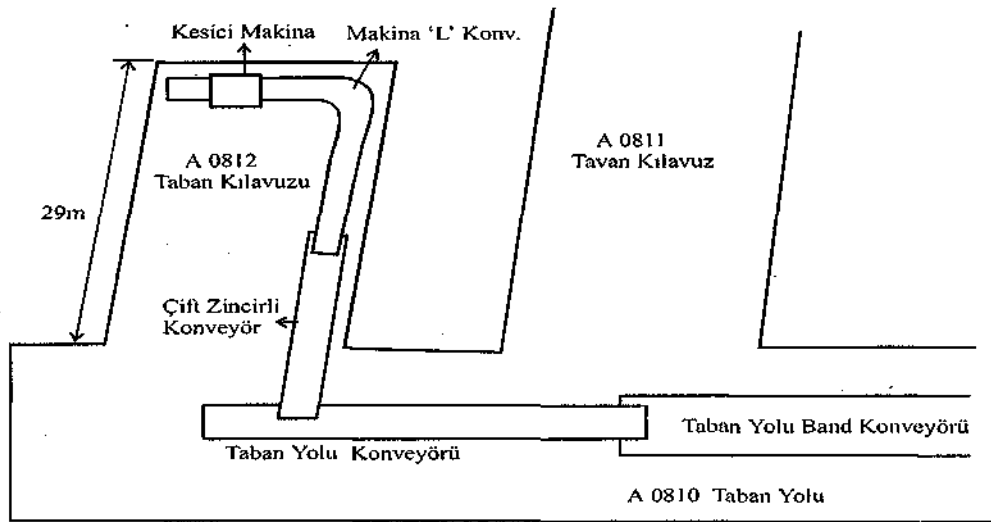 Kesici Makina
Makina ‘L’ Konv.
A 0812
Taban Kılavuzu
A 0811
Tavan Kılavuz
29m
Çift Zincirli
Konveyör
Taban Yolu Konveyörü
Taban Yolu Band Konveyörü
A 0810 Taban Yolu